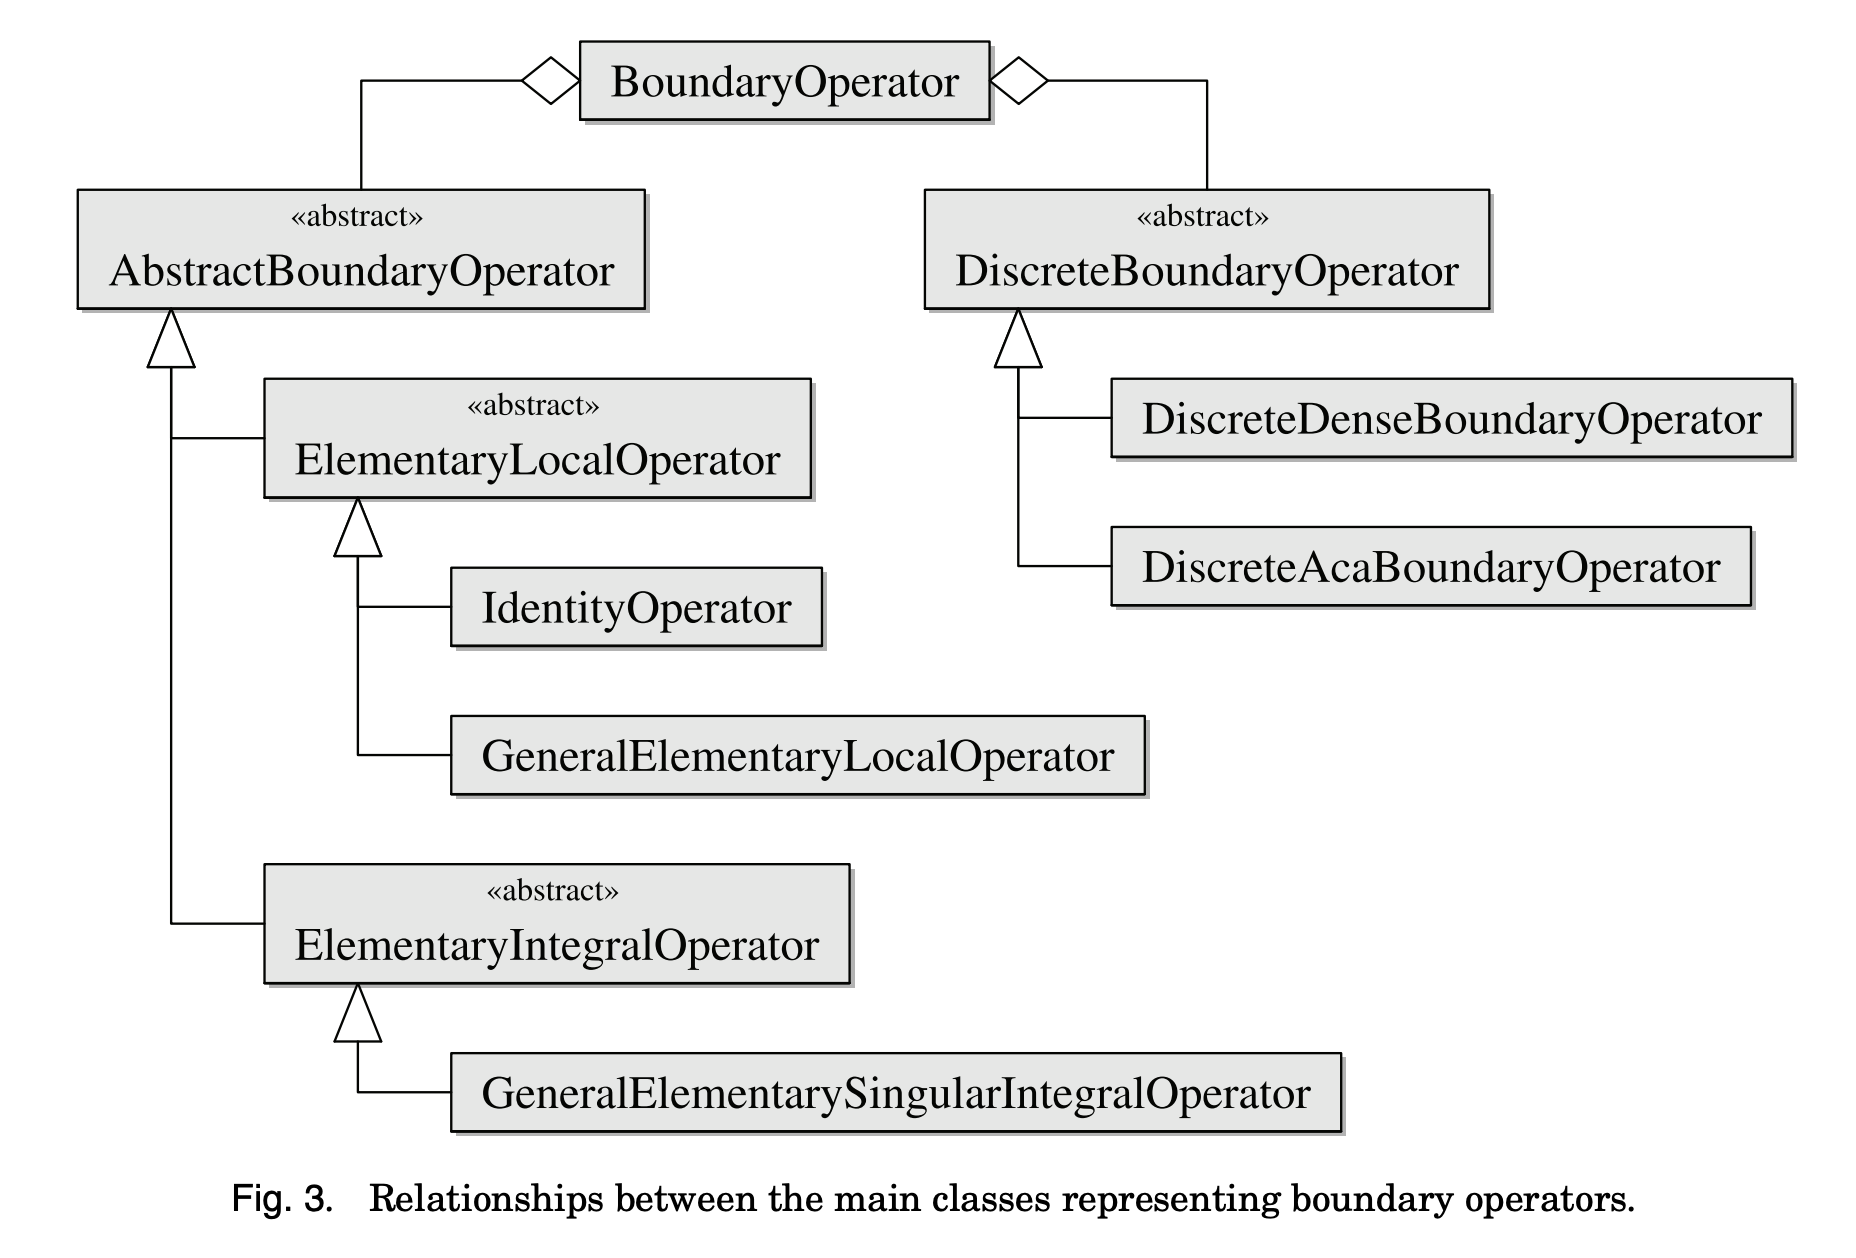 BoundaryOperator
«abstract»
AbstractBoundaryOperator
«abstract»
DiscreteBoundaryOperator
«abstract»
ElementaryLocalOperator
DiscreteDenseBoundaryOperator
DiscreteAcaBoundaryOperator
IdentityOperator
GeneralElementaryLocalOperator
«abstract»
ElementaryIntegralOperator
GeneralElementarySingularIntegralOperator
Fig. 3. Relationships between the main classes representing boundary operators.